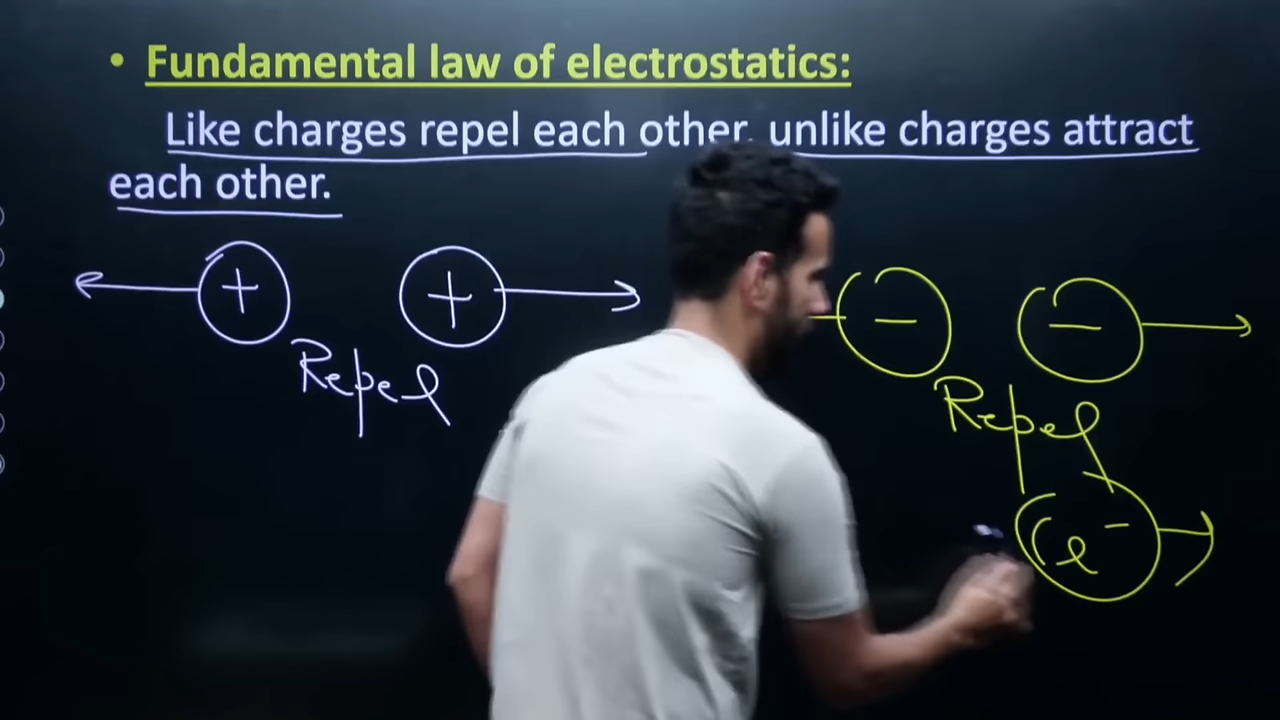 • Fundamental law of electrostatics:
Like charges repel each other, unlike charges attract
each other.
+ +
- -
Repel
Repel
e-